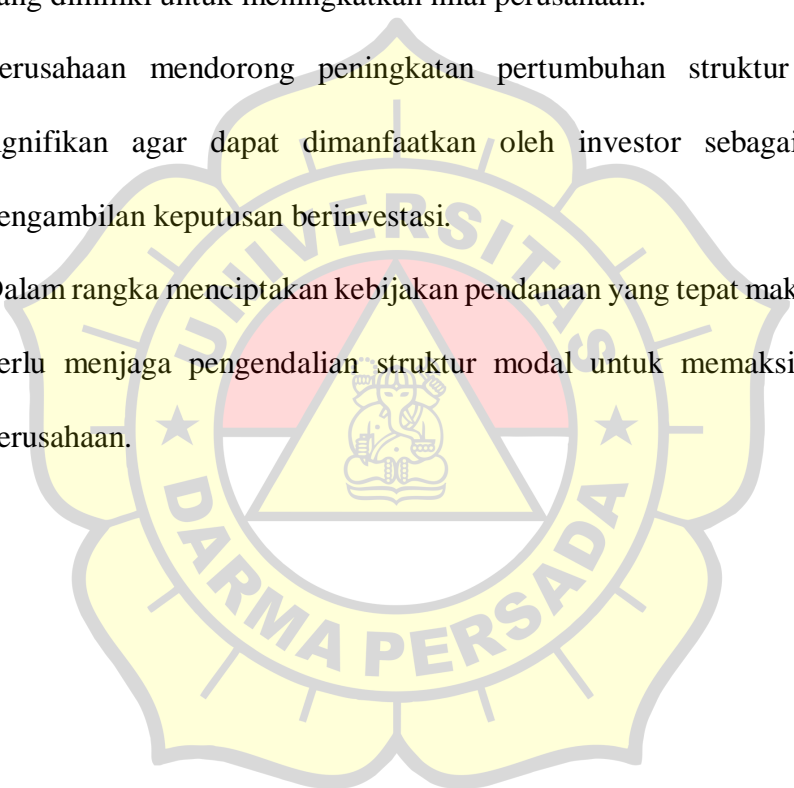 yang dimiliki untuk meningkatkan nilai perusahaan.
erusahaan mendorong peningkatan pertumbuhan struktur
gnifikan agar dapat dimanfaatkan oleh investor sebagai
engambilan keputusan berinvestasi.
Dalam rangka menciptakan kebijakan pendanaan yang tepat mak
erlu menjaga pengendalian struktur modal untuk memaksi
erusahaan.
UNIVERSITAS
DARMA PERSADA